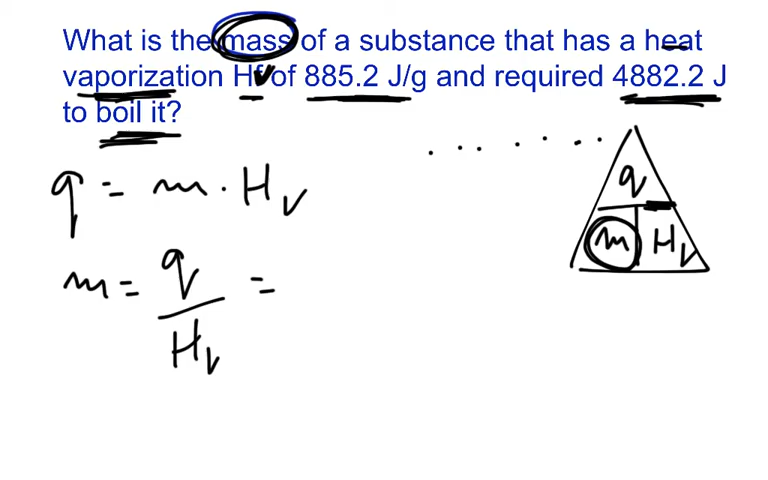 What is the mass of a substance that has a heat
vaporization Hv of 885.2 J/g and required 4882.2 J
to boil it?
q = m · Hv
m = q / Hv =
q
m Hv